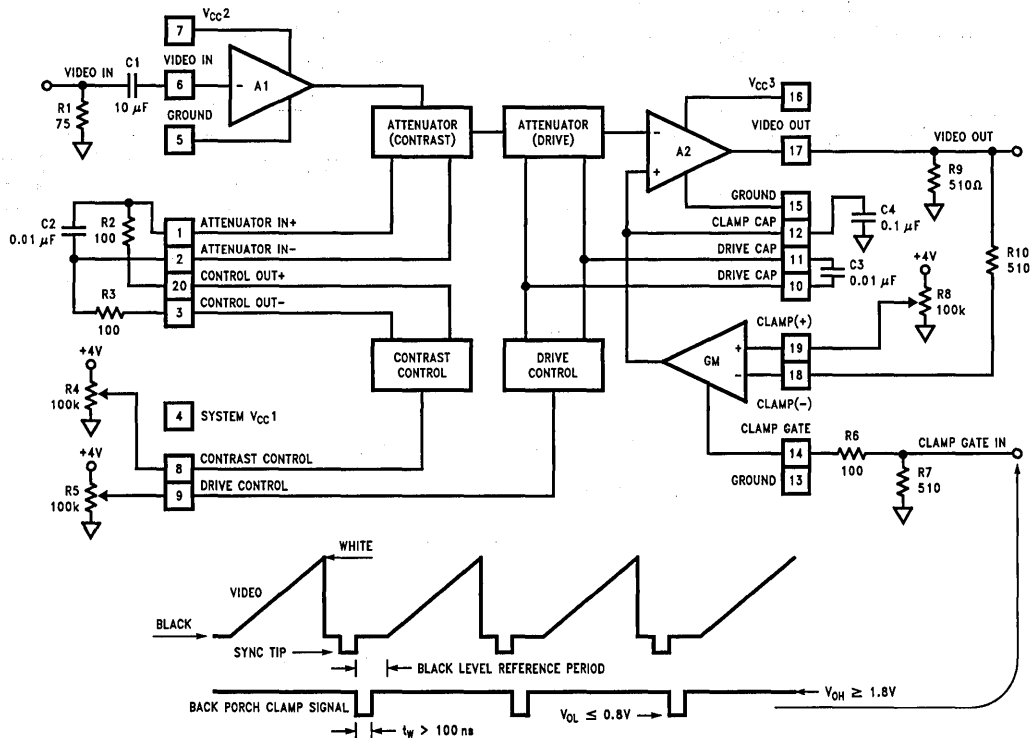 VCC2
7
VIDEO IN
C1
10 µF
VIDEO IN
6
R1
75
GROUND
5
-
A1
ATTENUATOR
(CONTRAST)
ATTENUATOR
(DRIVE)
-
A2
+
VCC3
16
VIDEO OUT
17
VIDEO OUT
R9
510Ω
GROUND
15
CLAMP CAP
12
C4
0.1 µF
DRIVE CAP
11
DRIVE CAP
10
C3
0.01 µF
+4V
R8
100k
R10
510
C2
0.01 µF
R2
100
1
ATTENUATOR IN+
2
ATTENUATOR IN-
20
CONTROL OUT+
3
CONTROL OUT-
R3
100
CONTRAST
CONTROL
DRIVE
CONTROL
GM
+
-
CLAMP(+)
19
18
CLAMP(-)
+4V
R4
100k
4
SYSTEM VCC1
8
CONTRAST CONTROL
9
DRIVE CONTROL
+4V
R5
100k
CLAMP GATE
14
R6
100
CLAMP GATE IN
GROUND
13
R7
510
WHITE
VIDEO
BLACK
SYNC TIP
BLACK LEVEL REFERENCE PERIOD
BACK PORCH CLAMP SIGNAL
VOH ≥ 1.8V
VOL ≤ 0.8V
tW > 100 ns